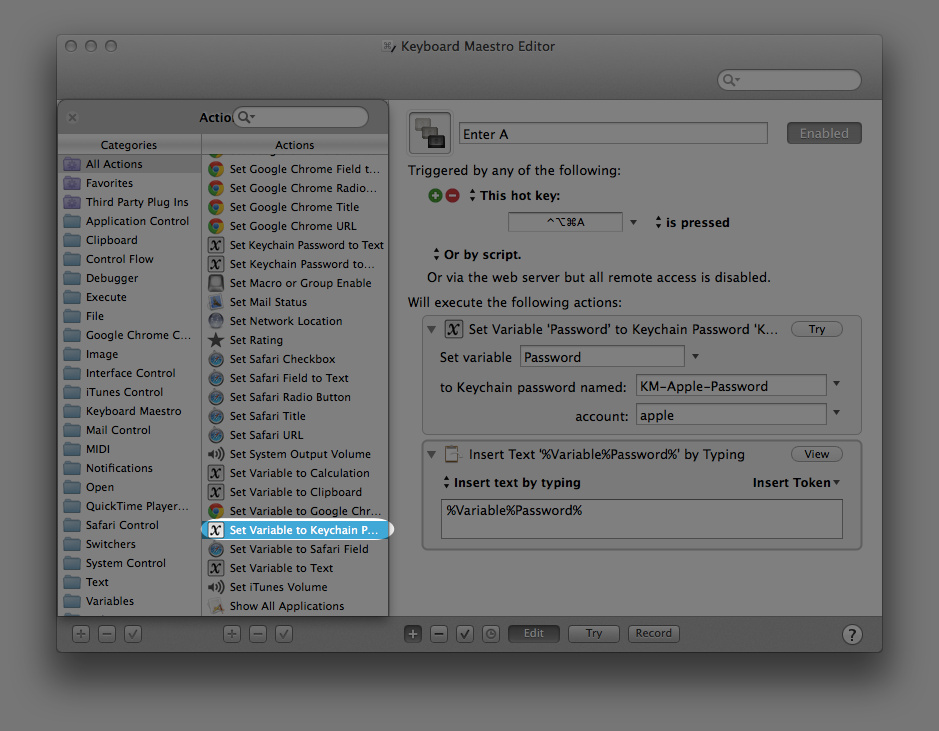 Keyboard Maestro Editor
Actio
Categories
Actions
All Actions
Favorites
Third Party Plug Ins
Application Control
Clipboard
Control Flow
Debugger
Execute
File
Google Chrome C...
Image
Interface Control
iTunes Control
Keyboard Maestro
Mail Control
MIDI
Notifications
Open
QuickTime Player...
Safari Control
Switchers
System Control
Text
Variables
Set Google Chrome Field t...
Set Google Chrome Radio...
Set Google Chrome Title
Set Google Chrome URL
Set Keychain Password to Text
Set Keychain Password to...
Set Macro or Group Enable
Set Mail Status
Set Network Location
Set Rating
Set Safari Checkbox
Set Safari Field to Text
Set Safari Radio Button
Set Safari Title
Set Safari URL
Set System Output Volume
Set Variable to Calculation
Set Variable to Clipboard
Set Variable to Google Chr...
Set Variable to Keychain P...
Set Variable to Safari Field
Set Variable to Text
Set iTunes Volume
Show All Applications
Enter A
Enabled
Triggered by any of the following:
This hot key:
^⌥⌘A
is pressed
Or by script.
Or via the web server but all remote access is disabled.
Will execute the following actions:
Set Variable 'Password' to Keychain Password 'K...
Try
Set variable Password
to Keychain password named: KM-Apple-Password
account: apple
Insert Text '%Variable%Password%' by Typing
View
Insert text by typing
Insert Token
%Variable%Password%
Edit
Try
Record
?